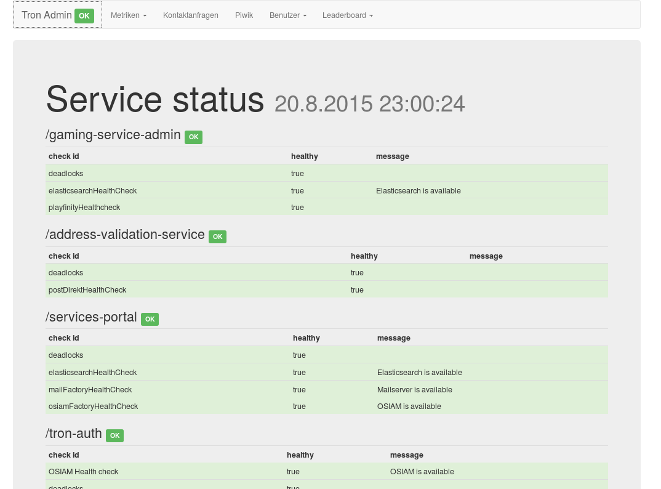 Tron Admin OK Metriken Kontaktanfragen Piwik Benutzer Leaderboard
Service status 20.8.2015 23:00:24
/gaming-service-admin OK
check id healthy message
deadlocks true
elasticsearchHealthCheck true Elasticsearch is available
playfinityHealthcheck true
/address-validation-service OK
check id healthy message
deadlocks true
postDirektHealthCheck true
/services-portal OK
check id healthy message
deadlocks true
elasticsearchHealthCheck true Elasticsearch is available
mailFactoryHealthCheck true Mailserver is available
osiamFactoryHealthCheck true OSIAM is available
/tron-auth OK
check id healthy message
OSIAM Health check true OSIAM is available
deadlocks true